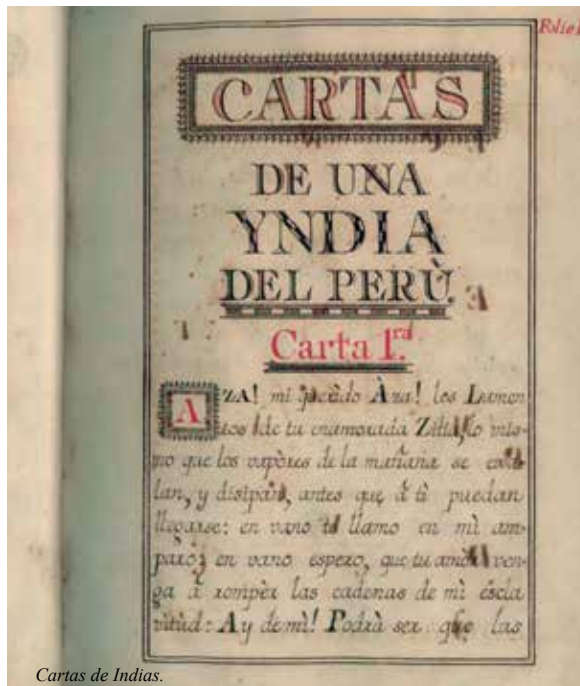 Folio 1
CARTAS
DE UNA
YNDIA
DEL PERÙ.
Carta 1.ra
AZA! mi querido Àza! los Lamen
tos de tu enamorada Zilia, lo mis-
mo que los vapòres de la mañana se exha
lan, y disipan, antes que à tì puedan
llegarse: en vano te llamo en mì am-
paro; en vano espero, que tu amor ven-
ga à rompèr las cadenas de mì escla
vitùd: Ay de mì! Podrà ser que las
Cartas de Indias.